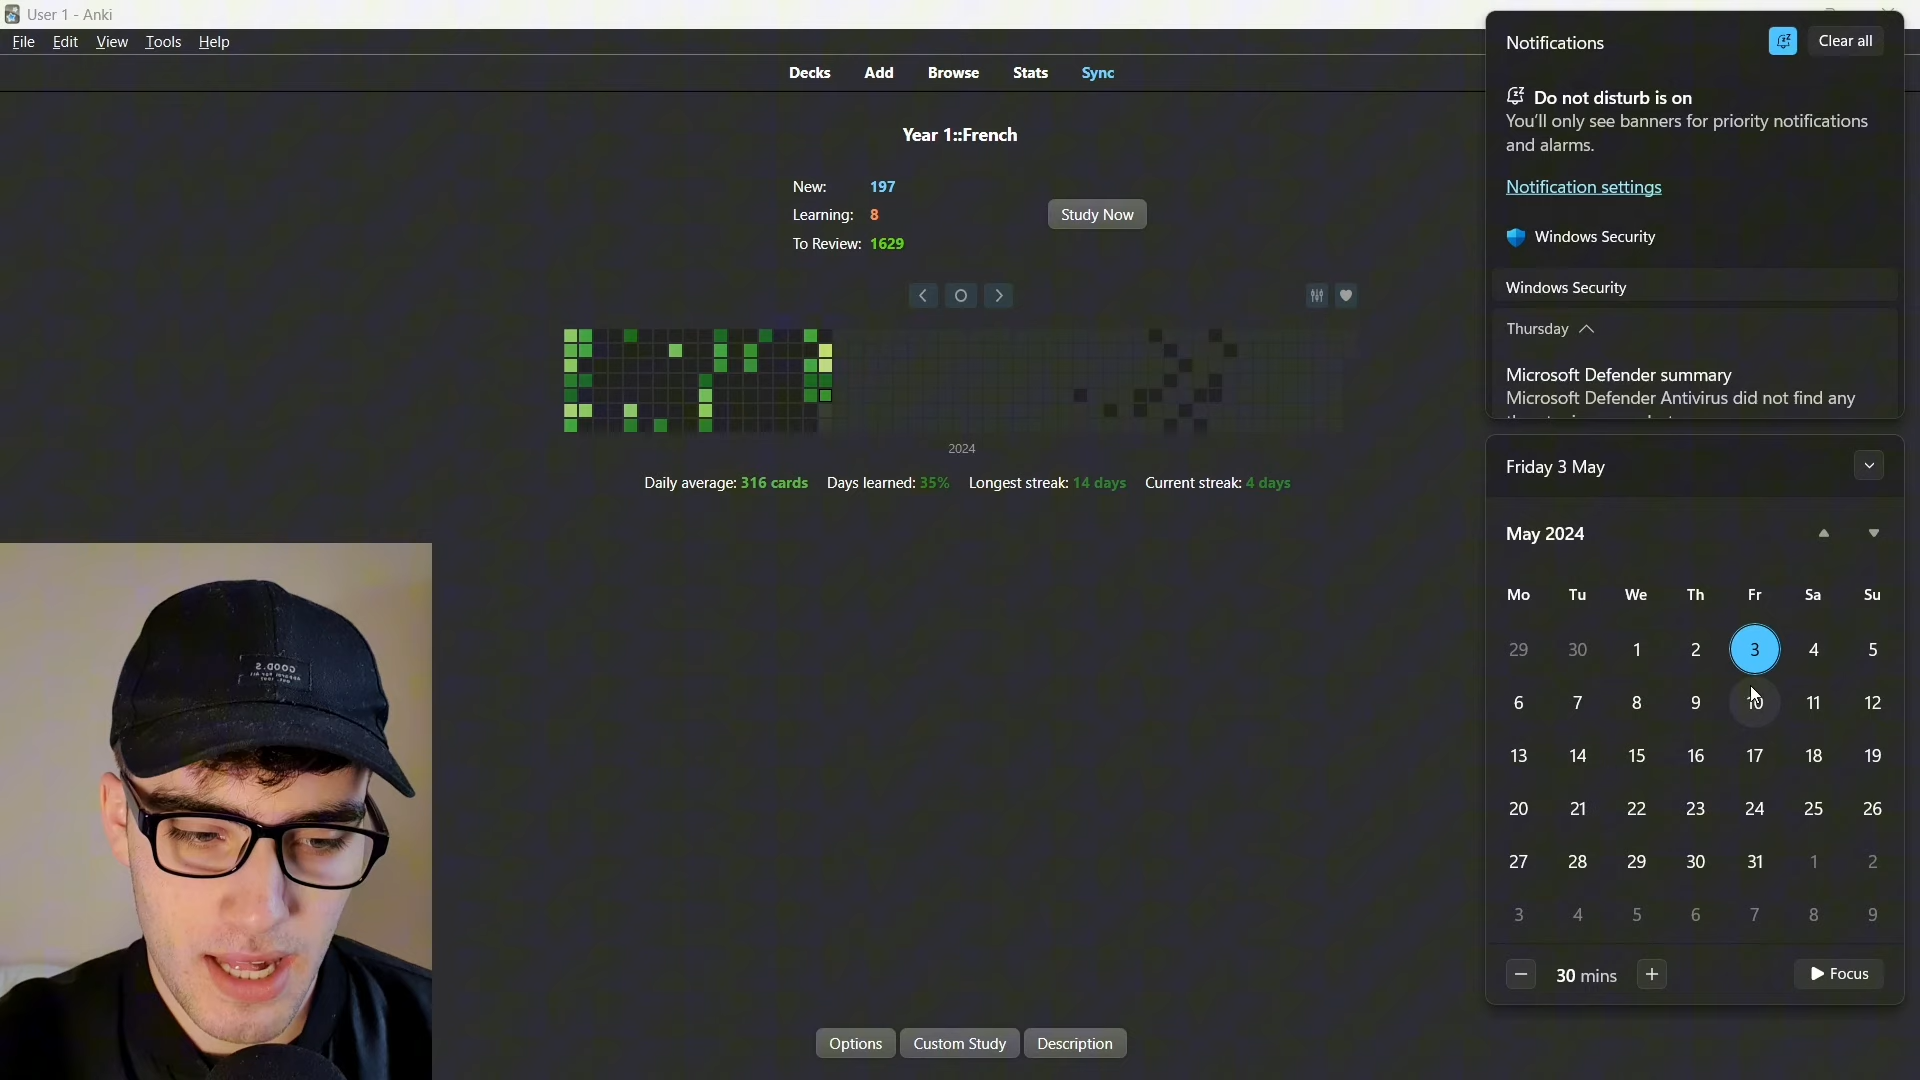 User 1 - Anki
File Edit View Tools Help
Decks Add Browse Stats Sync
Year 1::French
New: 197
Learning: 8
To Review: 1629
Study Now
2024
Daily average: 316 cards Days learned: 35% Longest streak: 14 days Current streak: 4 days
Options Custom Study Description
Notifications
Clear all
Do not disturb is on
You'll only see banners for priority notifications
and alarms.
Notification settings
Windows Security
Windows Security
Thursday
Microsoft Defender summary
Microsoft Defender Antivirus did not find any
Friday 3 May
May 2024
Mo Tu We Th Fr Sa Su
29 30 1 2 3 4 5
6 7 8 9 10 11 12
13 14 15 16 17 18 19
20 21 22 23 24 25 26
27 28 29 30 31 1 2
3 4 5 6 7 8 9
30 mins
Focus